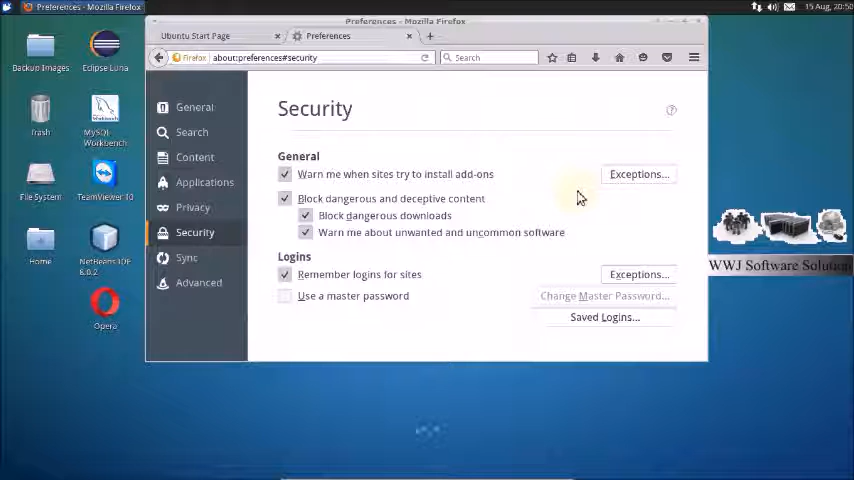 Preferences - Mozilla Firefox
15 Aug, 20:50
Preferences - Mozilla Firefox
Ubuntu Start Page
Preferences
Firefox
about:preferences#security
Search
Backup Images
Eclipse Luna
Trash
MySQL Workbench
File System
TeamViewer 10
Home
NetBeans IDE
8.0.2
Opera
General
Search
Content
Applications
Privacy
Security
Sync
Advanced
Security
General
Warn me when sites try to install add-ons
Exceptions...
Block dangerous and deceptive content
Block dangerous downloads
Warn me about unwanted and uncommon software
Logins
Remember logins for sites
Exceptions...
Use a master password
Change Master Password...
Saved Logins...
WWJ Software Solution